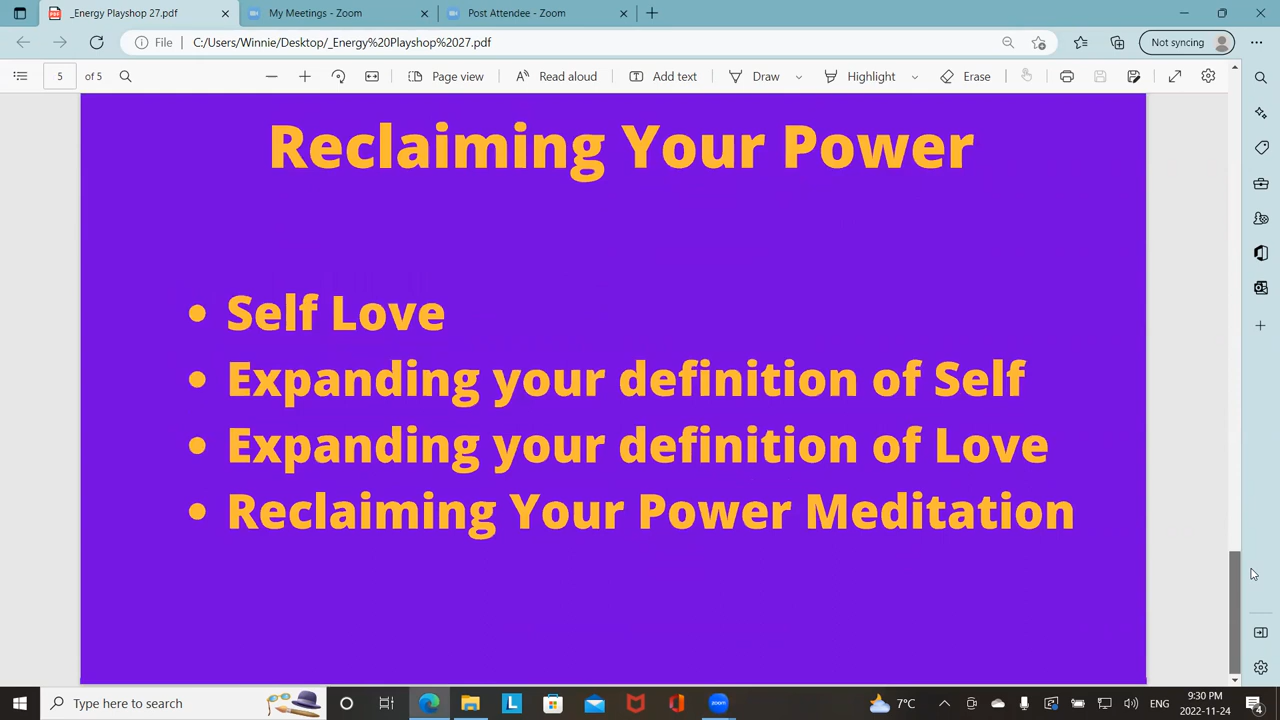 _Energy Playshop 27.pdf
My Meetings - Zoom
Post Attendee - Zoom
File
C:/Users/Winnie/Desktop/_Energy%20Playshop%2027.pdf
Not syncing
5 of 5
Page view
Read aloud
Add text
Draw
Highlight
Erase
Reclaiming Your Power
• Self Love
• Expanding your definition of Self
• Expanding your definition of Love
• Reclaiming Your Power Meditation
Type here to search
L
zoom
7°C
ENG
9:30 PM
2022-11-24
4